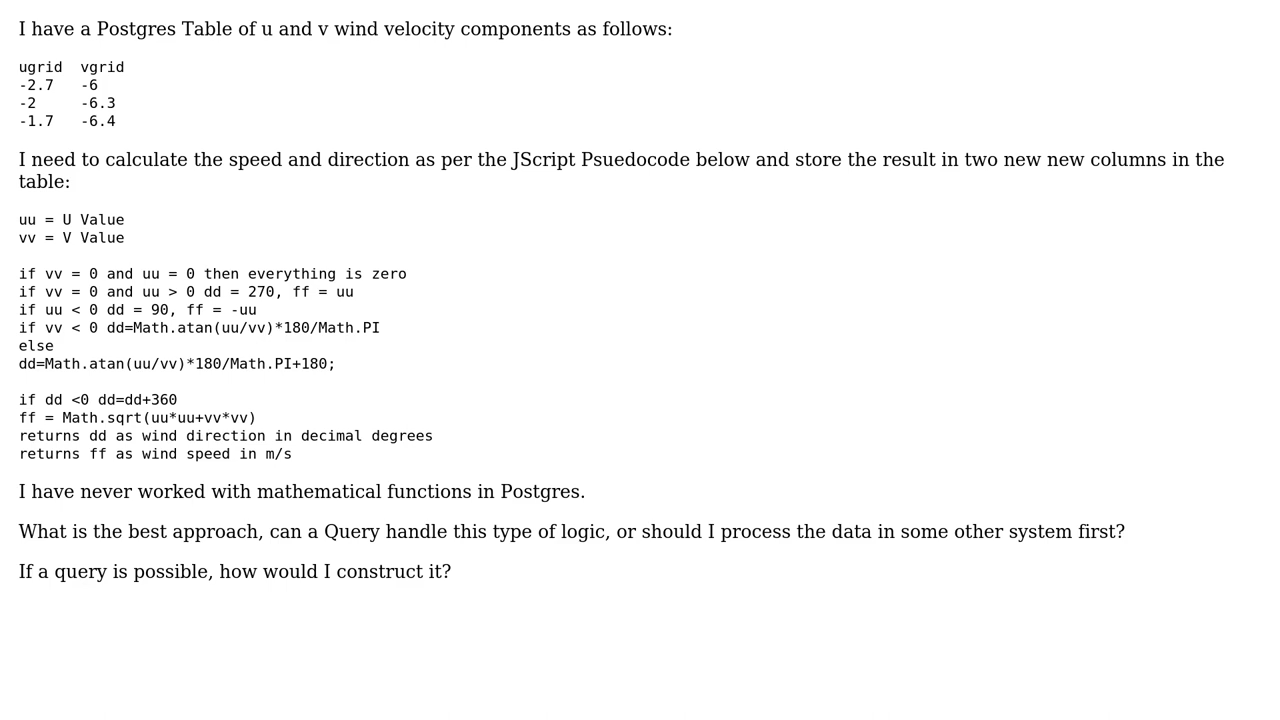 I have a Postgres Table of u and v wind velocity components as follows:
ugrid  vgrid
-2.7   -6
-2     -6.3
-1.7   -6.4
I need to calculate the speed and direction as per the JScript Psuedocode below and store the result in two new new columns in the
table:
uu = U Value
vv = V Value
if vv = 0 and uu = 0 then everything is zero
if vv = 0 and uu > 0 dd = 270, ff = uu
if uu < 0 dd = 90, ff = -uu
if vv < 0 dd=Math.atan(uu/vv)*180/Math.PI
else
dd=Math.atan(uu/vv)*180/Math.PI+180;
if dd <0 dd=dd+360
ff = Math.sqrt(uu*uu+vv*vv)
returns dd as wind direction in decimal degrees
returns ff as wind speed in m/s
I have never worked with mathematical functions in Postgres.
What is the best approach, can a Query handle this type of logic, or should I process the data in some other system first?
If a query is possible, how would I construct it?